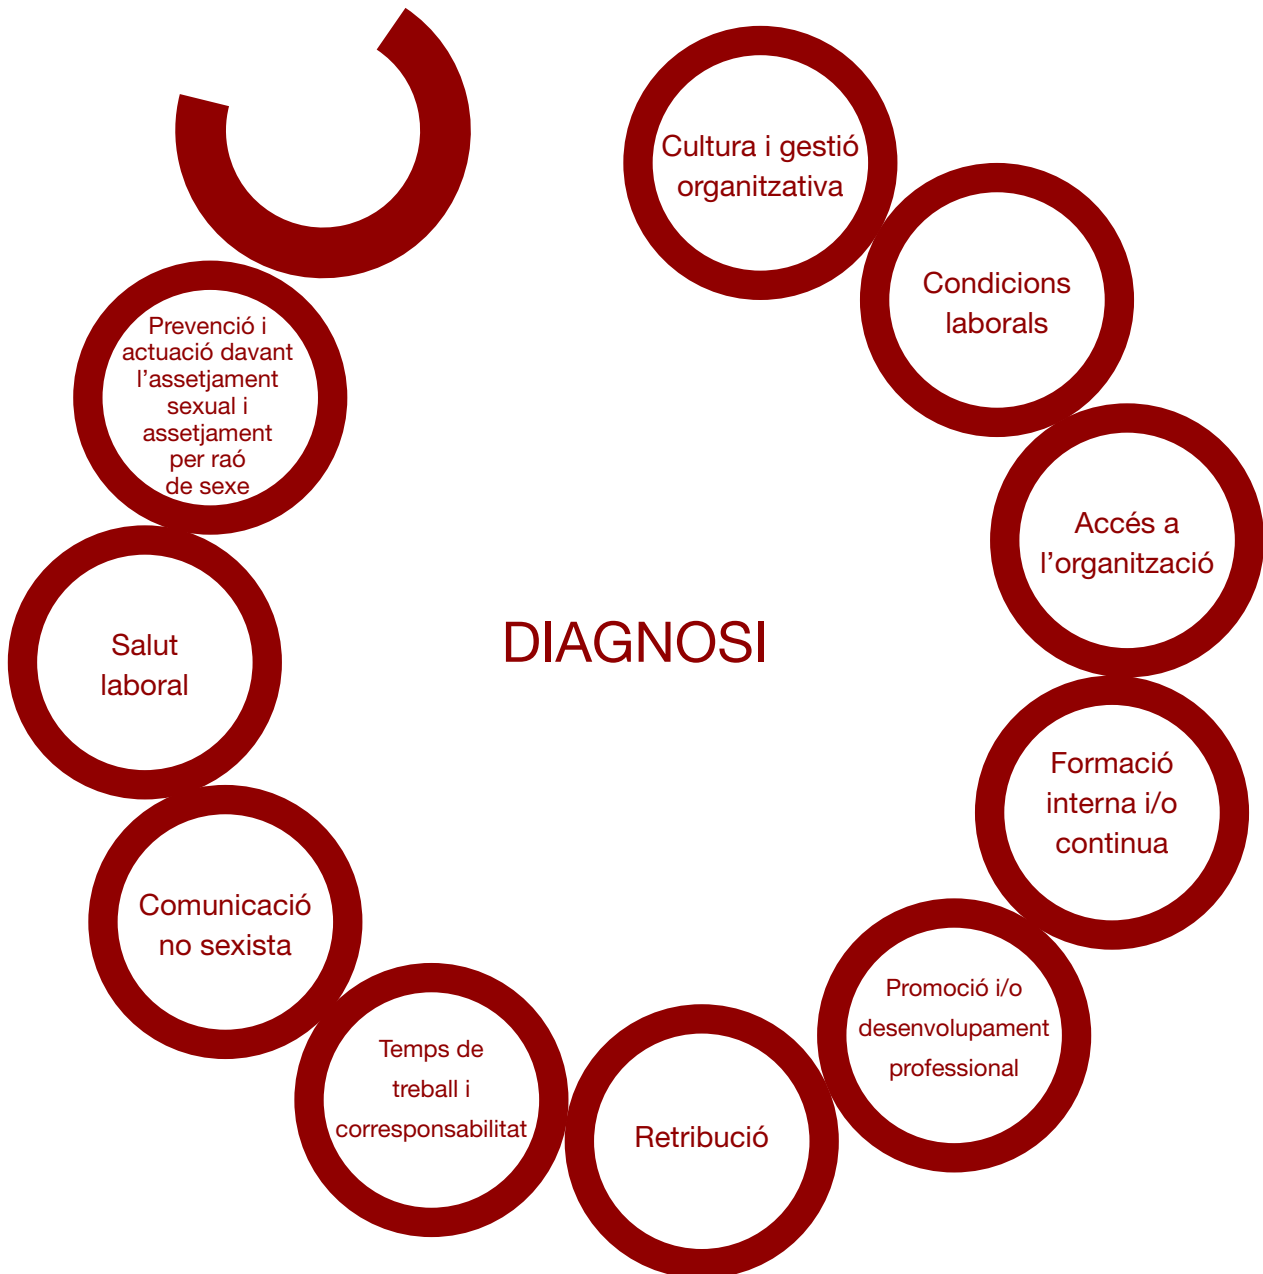 Cultura i gestió
organitzativa
Condicions
laborals
Accés a
l’organització
Formació
interna i/o
continua
Promoció i/o
desenvolupament
professional
Retribució
Temps de
treball i
corresponsabilitat
Comunicació
no sexista
Salut
laboral
Prevenció i
actuació davant
l’assetjament
sexual i
assetjament
per raó
de sexe
DIAGNOSI